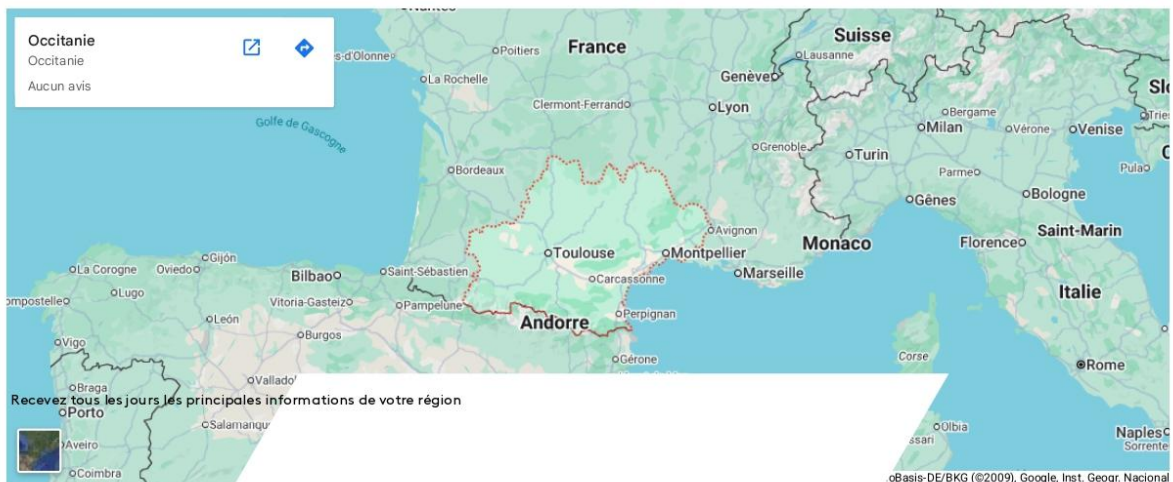 Occitanie
Occitanie
Aucun avis
Golfe de Gascogne
Nantes
Poitiers
France
Suisse
Lausanne
s-d'Olonne
La Rochelle
Genève
Clermont-Ferrand
Lyon
Bergame
Milan
Vérone
Venise
Grenoble
Turin
Bordeaux
Parme
Pula
Gênes
Bologne
Avignon
Saint-Marin
Toulouse
Montpellier
Monaco
Florence
Gijón
La Corogne
Oviedo
Bilbao
Saint-Sébastien
Carcassonne
Marseille
Italie
Lugo
ompostelle
Vitoria-Gasteiz
Pampelune
León
Andorre
Perpignan
Burgos
Vigo
Gérone
Corse
Rome
Braga
Vallado
Recevez tous les jours les principales informations de votre région
Porto
Salamanqu
Olbia
ssari
Naples
Sorrente
Aveiro
Coimbra
oBasis-DE/BKG (©2009), Google, Inst. Geogr. Nacional